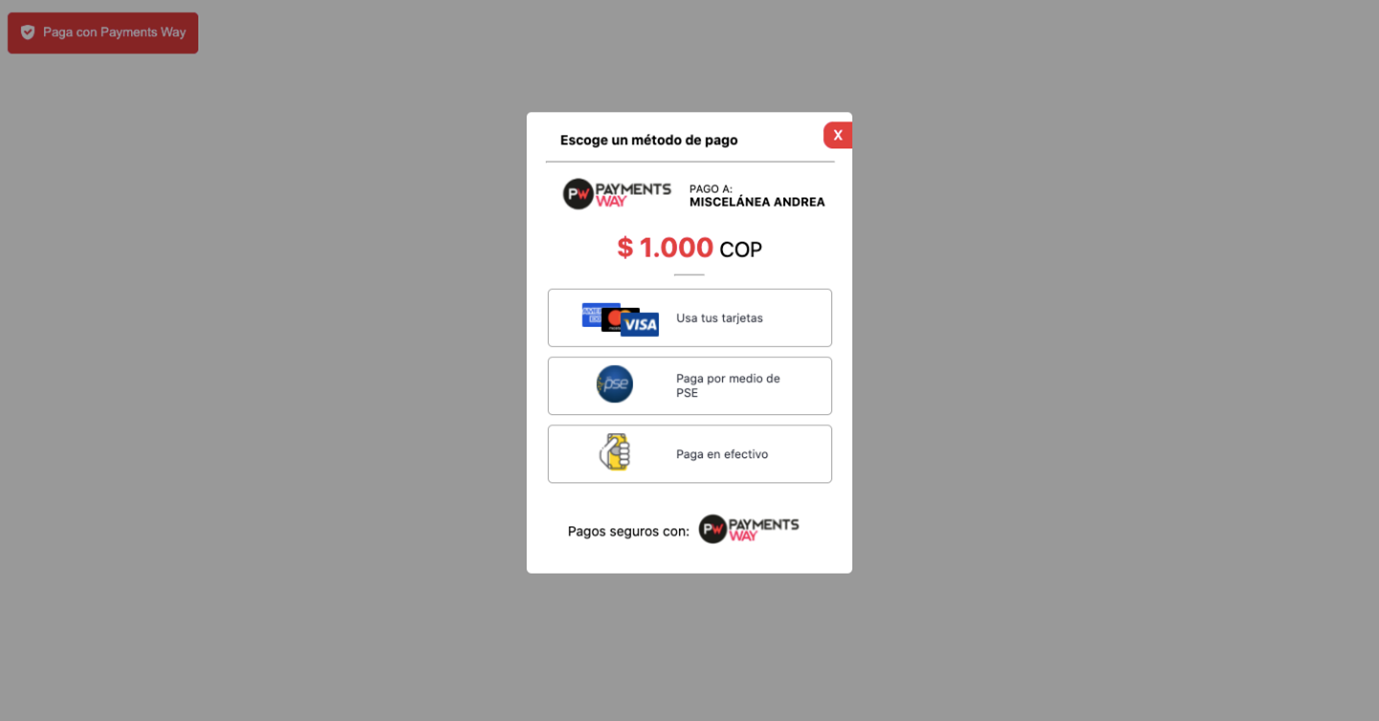 Paga con Payments Way
Escoge un método de pago
X
PW PAYMENTS
WAY
PAGO A:
MISCELÁNEA ANDREA
$ 1.000 COP
VISA
Usa tus tarjetas
pse
Paga por medio de
PSE
Paga en efectivo
Pagos seguros con:
PW PAYMENTS
WAY